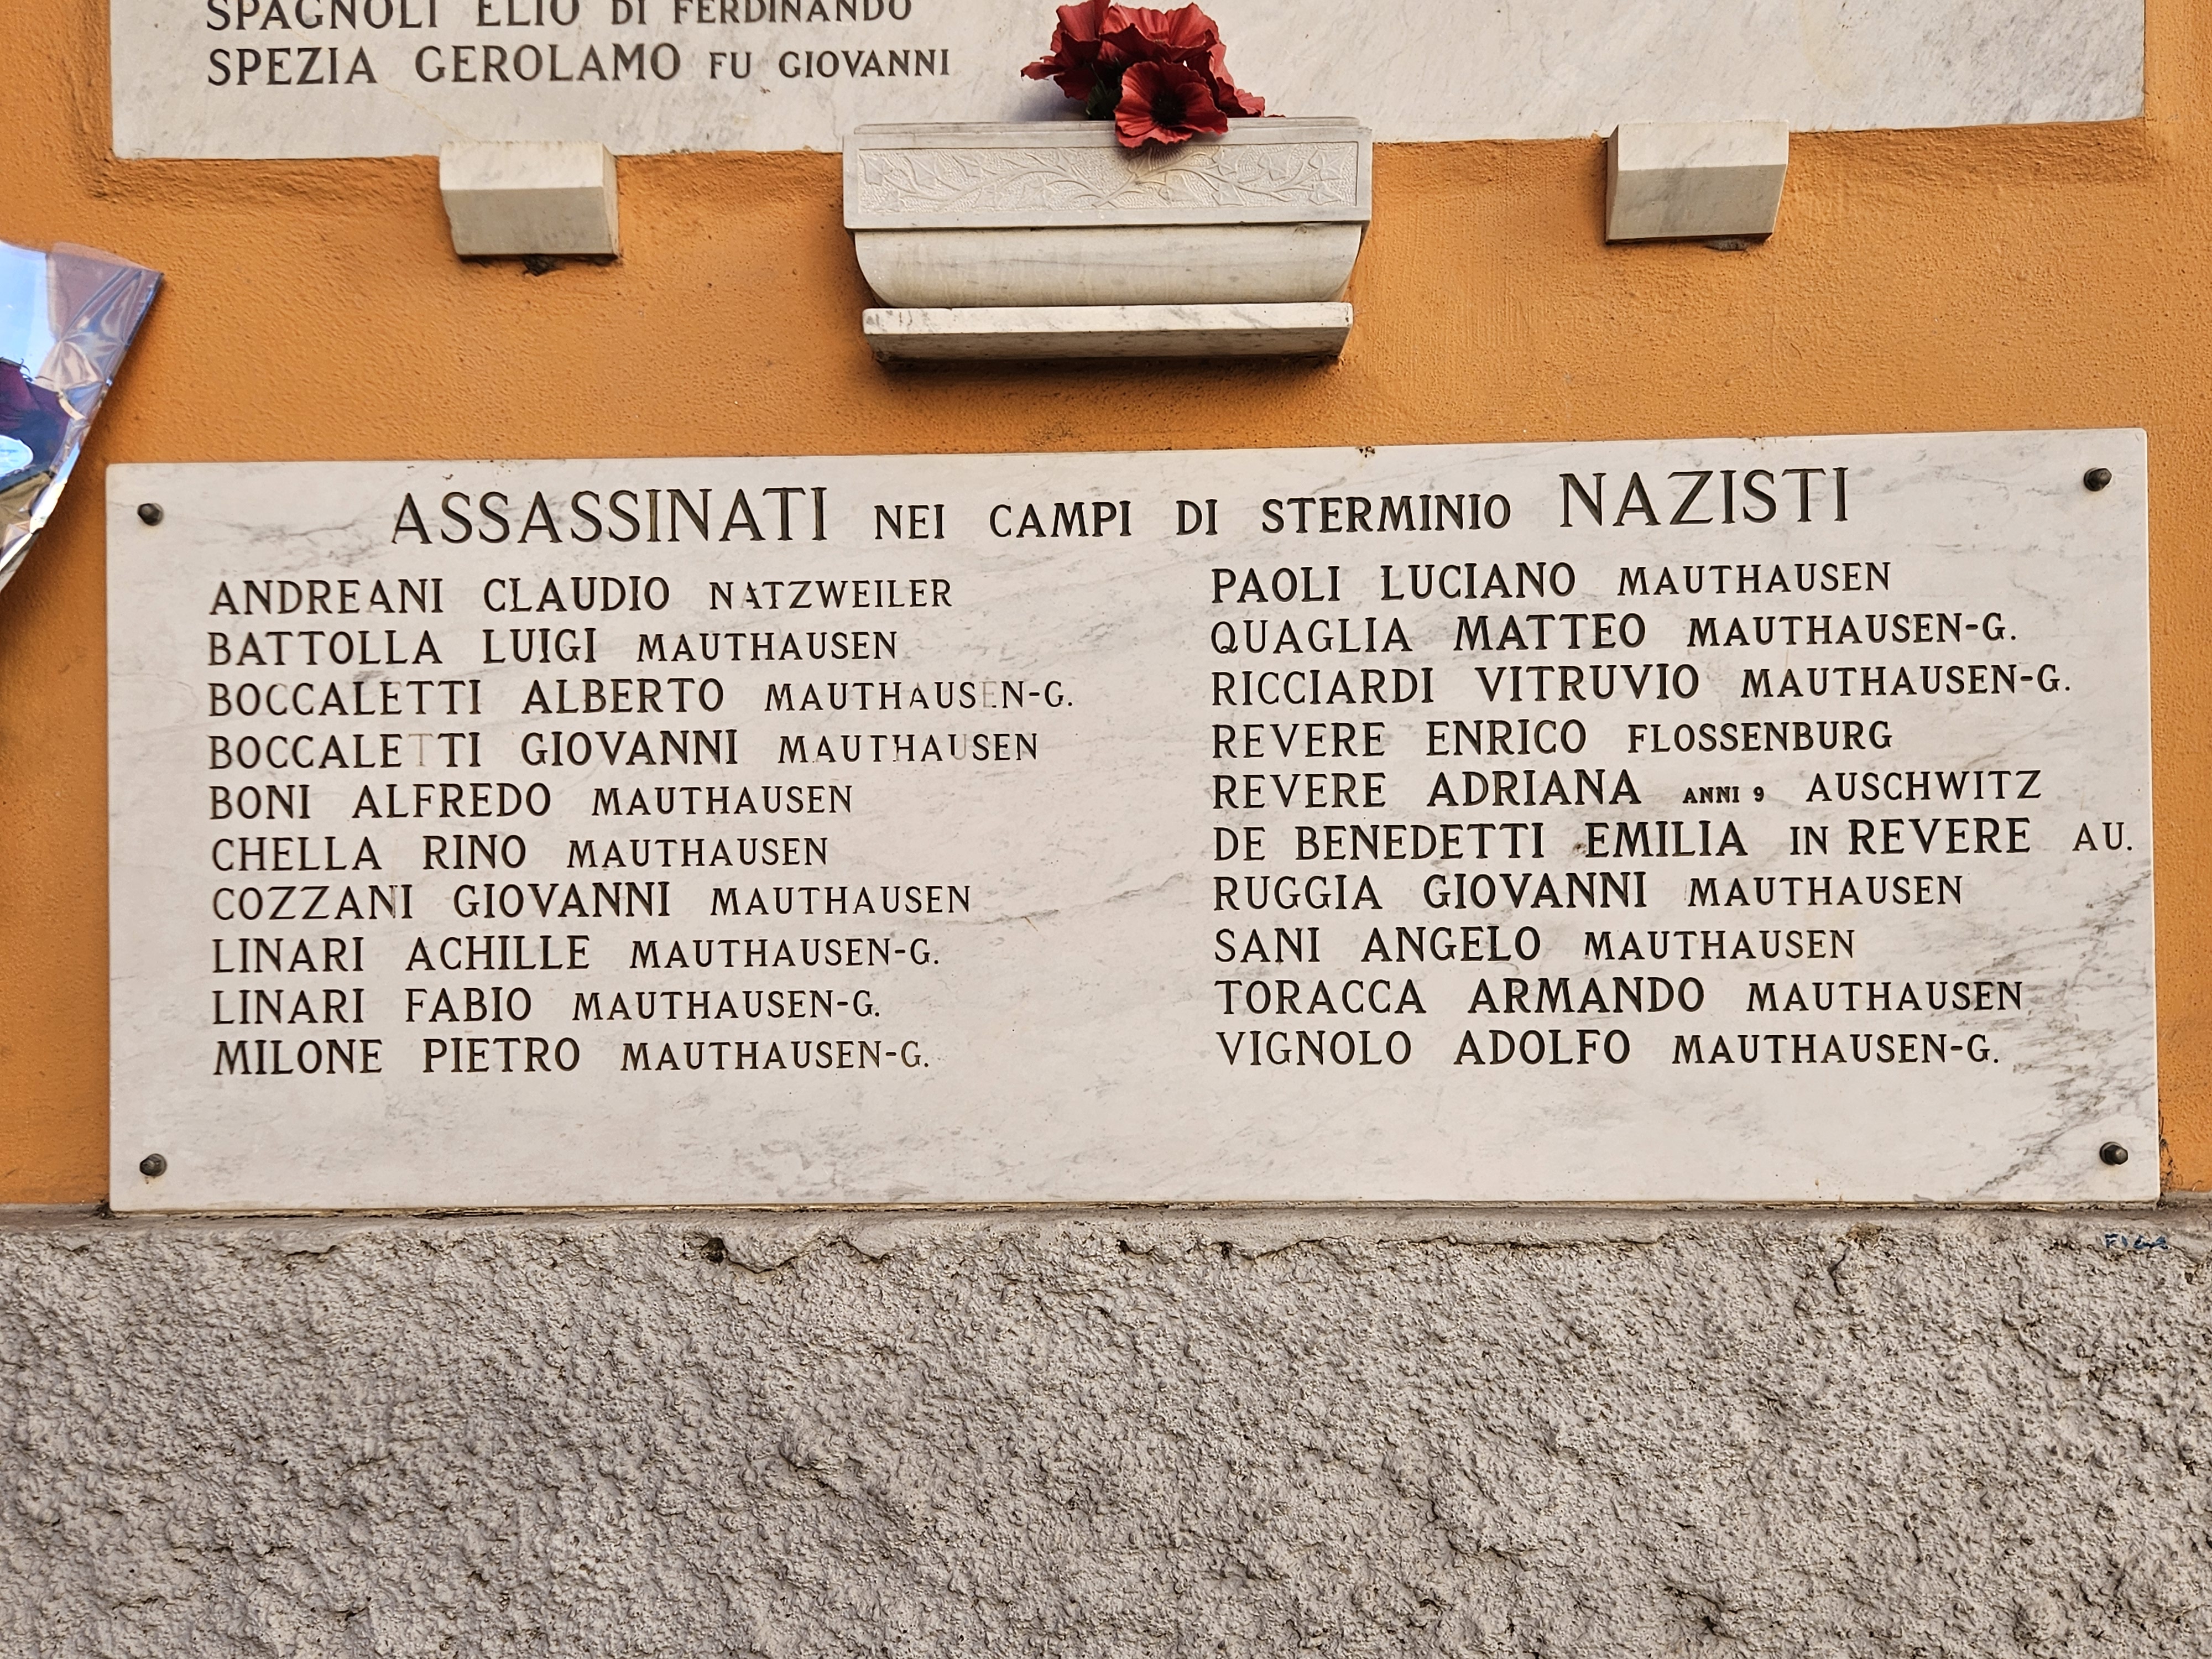 SPAGNOLI ELIO DI FERDINANDO
SPEZIA GEROLAMO FU GIOVANNI
ASSASSINATI NEI CAMPI DI STERMINIO NAZISTI
ANDREANI CLAUDIO NATZWEILER
BATTOLLA LUIGI MAUTHAUSEN
BOCCALETTI ALBERTO MAUTHAUSEN-G.
BOCCALETTI GIOVANNI MAUTHAUSEN
BONI ALFREDO MAUTHAUSEN
CHELLA RINO MAUTHAUSEN
COZZANI GIOVANNI MAUTHAUSEN
LINARI ACHILLE MAUTHAUSEN-G.
LINARI FABIO MAUTHAUSEN-G.
MILONE PIETRO MAUTHAUSEN-G.
PAOLI LUCIANO MAUTHAUSEN
QUAGLIA MATTEO MAUTHAUSEN-G.
RICCIARDI VITRUVIO MAUTHAUSEN-G.
REVERE ENRICO FLOSSENBURG
REVERE ADRIANA ANNI 9 AUSCHWITZ
DE BENEDETTI EMILIA IN REVERE AU.
RUGGIA GIOVANNI MAUTHAUSEN
SANI ANGELO MAUTHAUSEN
TORACCA ARMANDO MAUTHAUSEN
VIGNOLO ADOLFO MAUTHAUSEN-G.